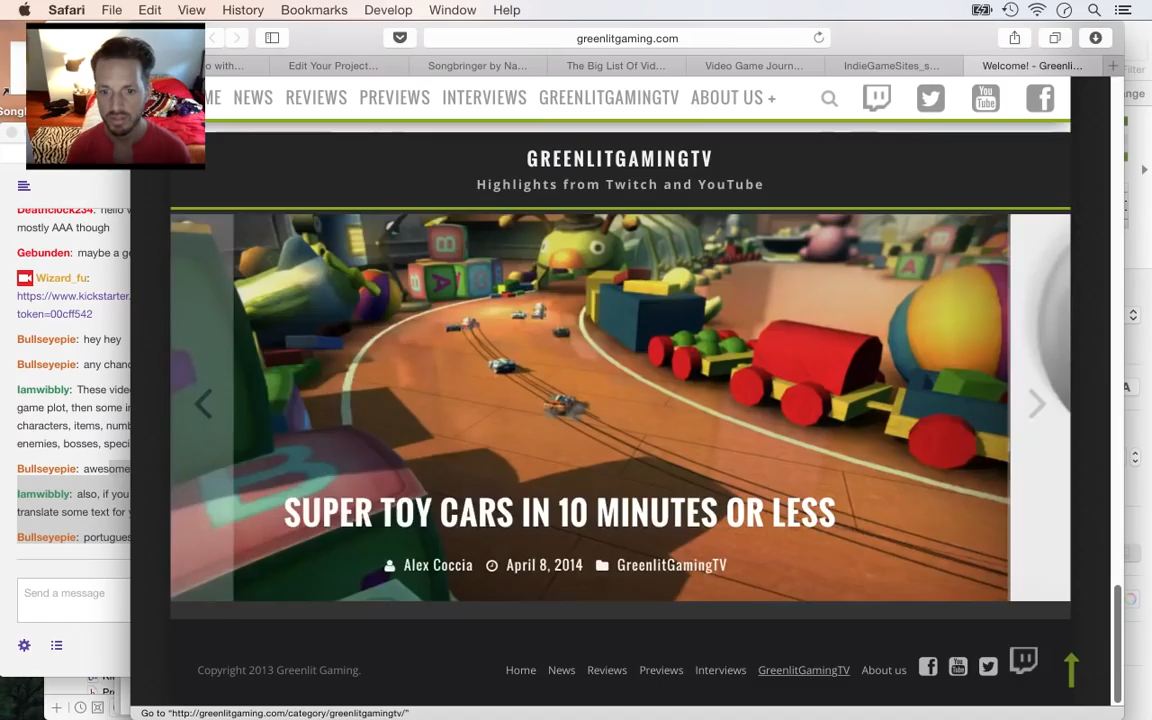 Safari File Edit View History Bookmarks Develop Window Help
greenlitgaming.com
o with... Edit Your Project... Songbringer by Na... The Big List Of Vid... Video Game Journ... IndieGameSites_s... Welcome! - Greenli...
Filter
ME NEWS REVIEWS PREVIEWS INTERVIEWS GREENLITGAMINGTV ABOUT US +
ange
GREENLITGAMINGTV
Highlights from Twitch and YouTube
Deathclock234: hello
mostly AAA though
Gebunden: maybe a g
Wizard_fu:
https://www.kickstarter.
token=00cff542
Bullseyepie: hey hey
Bullseyepie: any chanc
Iamwibbly: These vide
game plot, then some in
characters, items, numb
enemies, bosses, speci
Bullseyepie: awesome
Iamwibbly: also, if you
translate some text for y
Bullseyepie: portugues
Send a message
SUPER TOY CARS IN 10 MINUTES OR LESS
Alex Coccia April 8, 2014 GreenlitGamingTV
Copyright 2013 Greenlit Gaming. Home News Reviews Previews Interviews GreenlitGamingTV About us
Go to "http://greenlitgaming.com/category/greenlitgamingtv/"